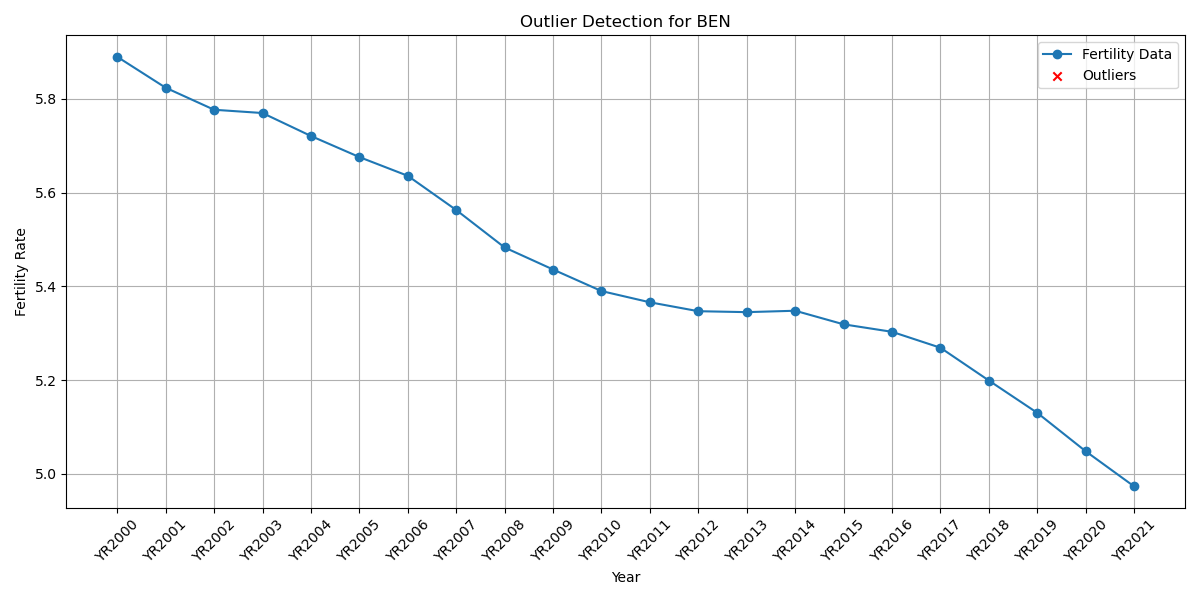 Outlier Detection for BEN
Fertility Data
Outliers
Fertility Rate
5.8
5.6
5.4
5.2
5.0
YR2000
YR2001
YR2002
YR2003
YR2004
YR2005
YR2006
YR2007
YR2008
YR2009
YR2010
YR2011
YR2012
YR2013
YR2014
YR2015
YR2016
YR2017
YR2018
YR2019
YR2020
YR2021
Year